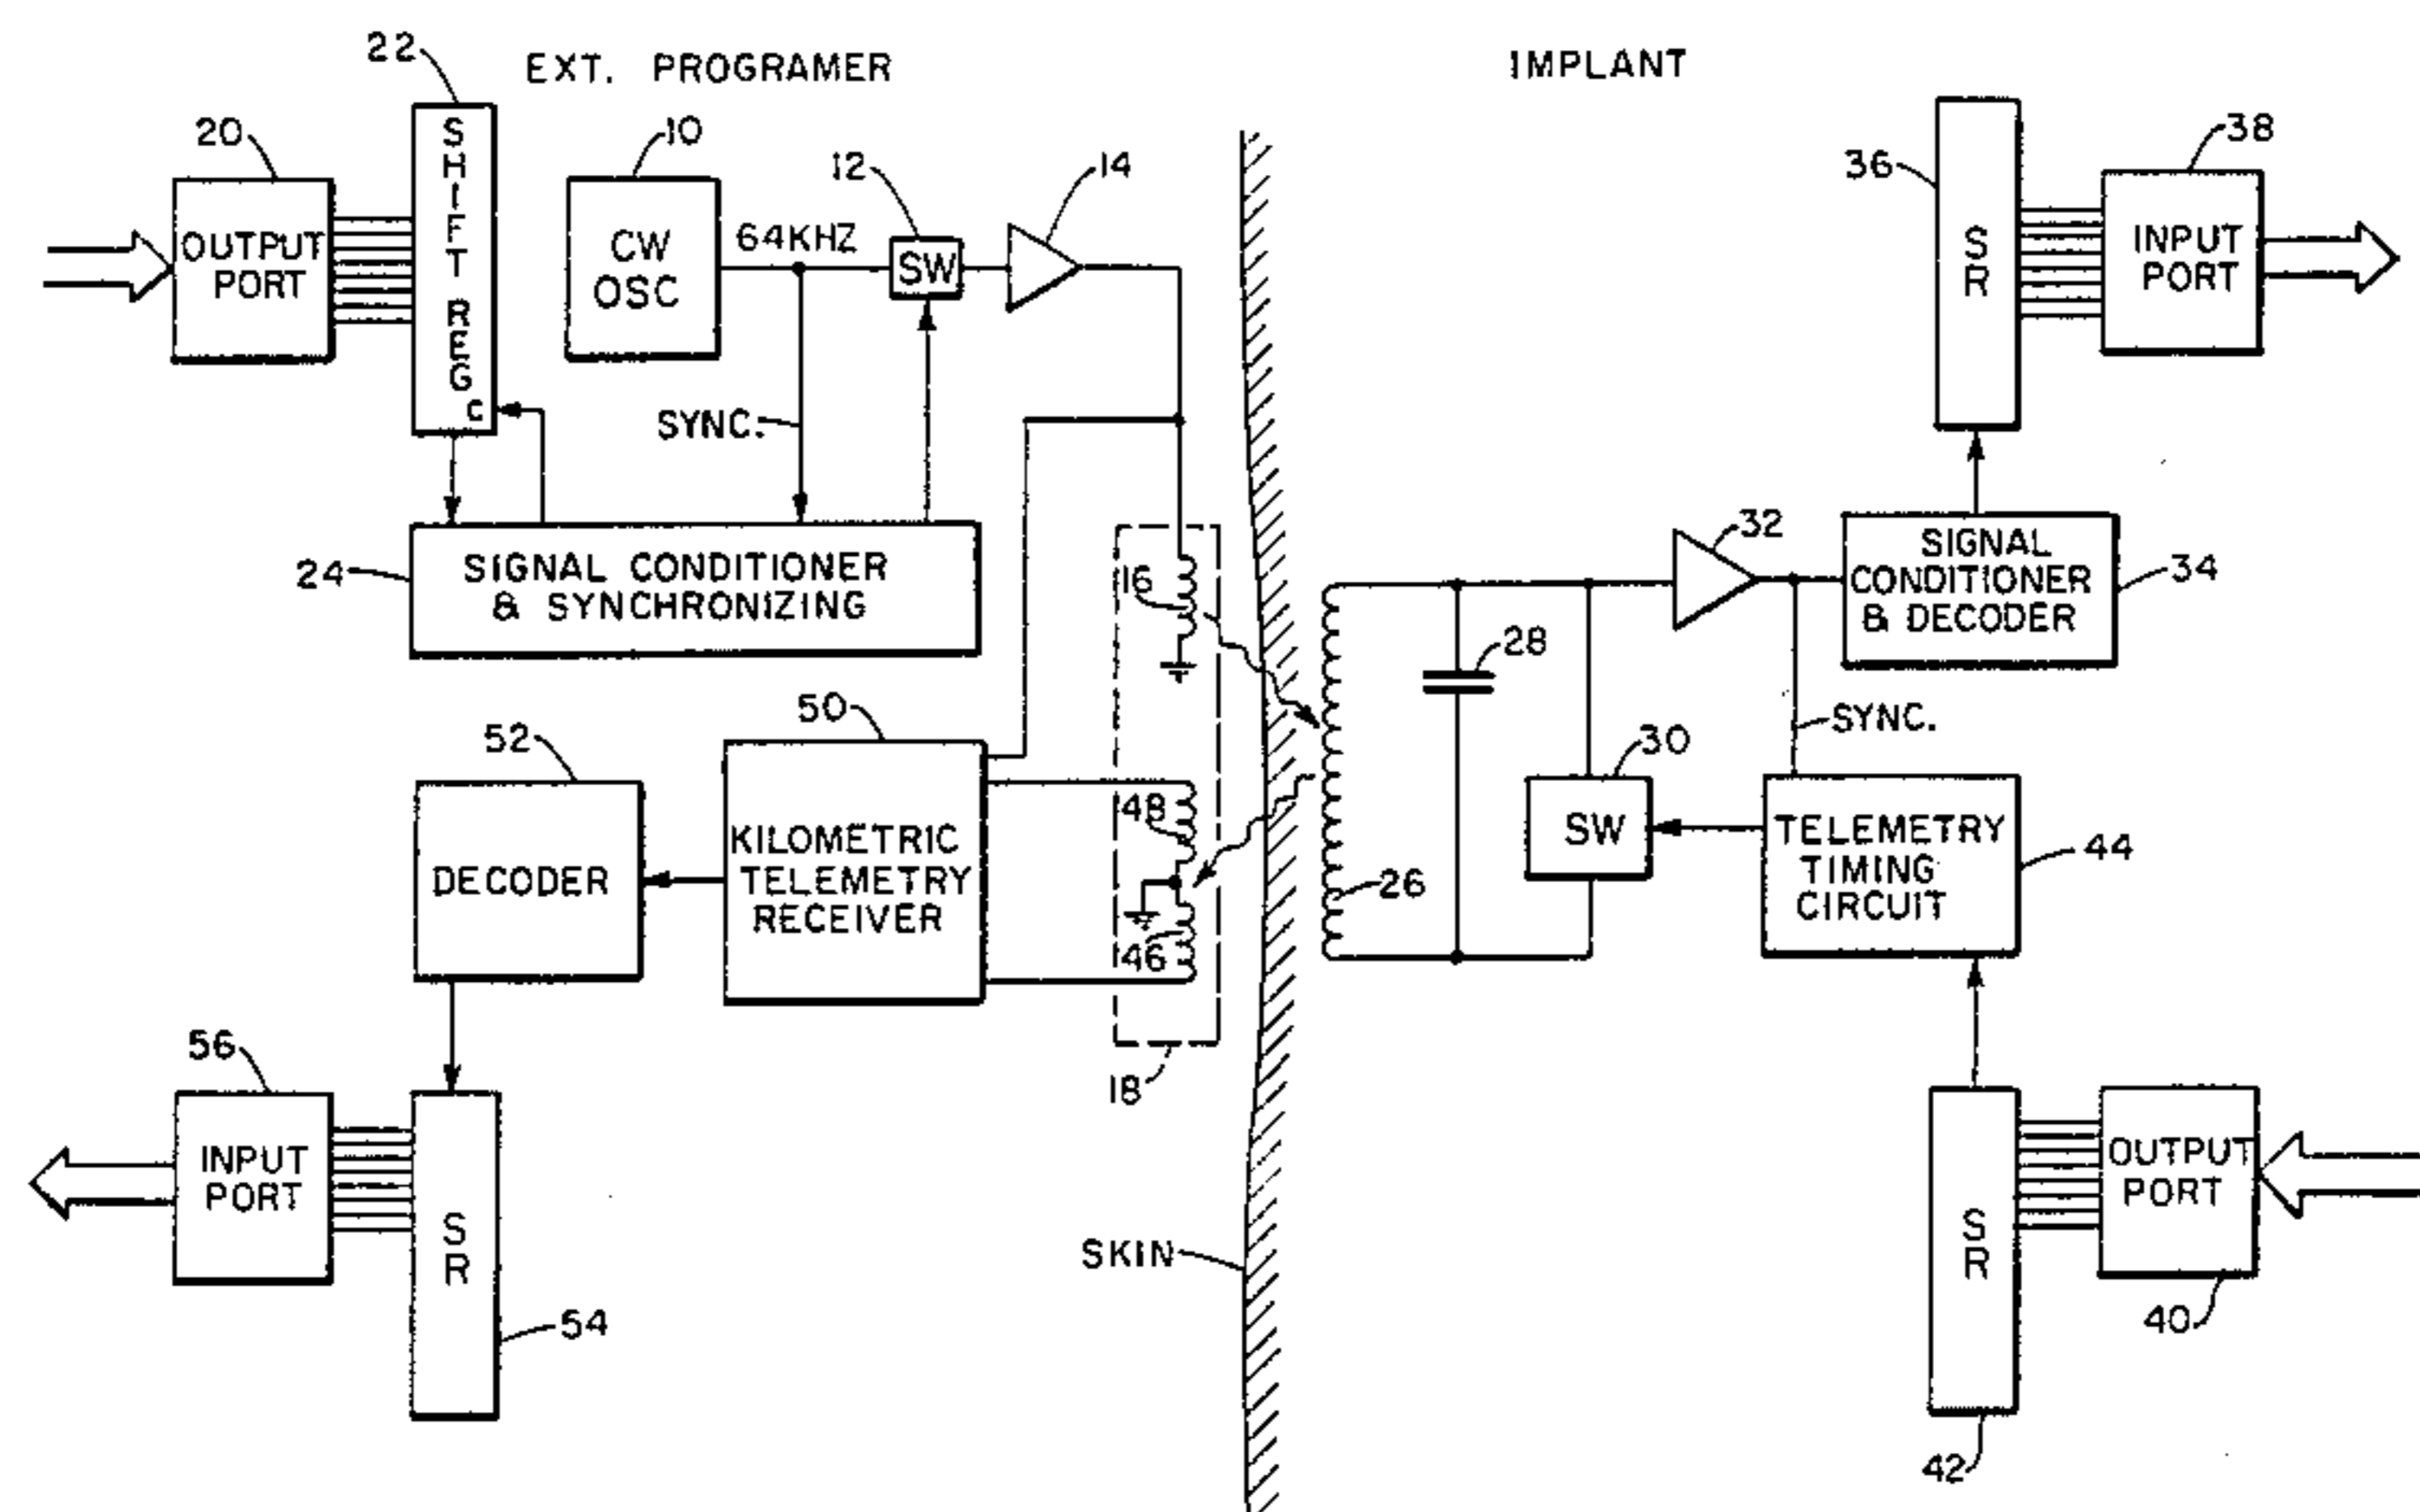 EXT. PROGRAMER
IMPLANT
22
20
10
12
14
36
38
SHIFT REG
C
OUTPUT
PORT
CW
OSC
64KHZ
SW
SR
INPUT
PORT
SYNC.
24
SIGNAL CONDITIONER
& SYNCHRONIZING
16
32
SIGNAL
CONDITIONER
& DECODER
34
28
SYNC.
50
52
30
DECODER
KILOMETRIC
TELEMETRY
RECEIVER
48
46
26
SW
TELEMETRY
TIMING
CIRCUIT
44
18
56
INPUT
PORT
SR
54
SKIN
SR
OUTPUT
PORT
40
42